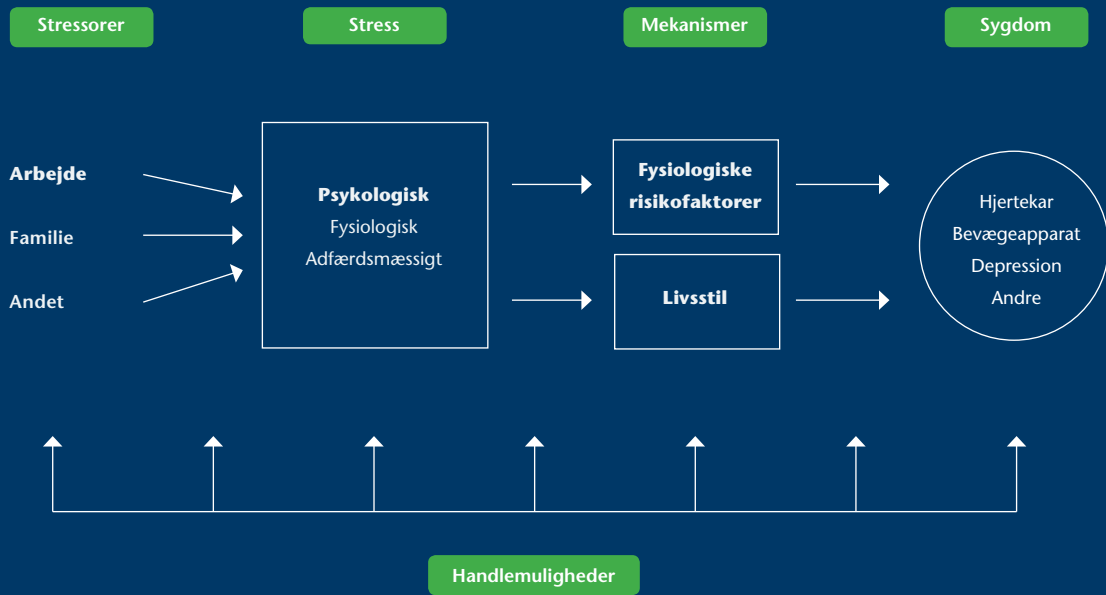 Stressorer
Stress
Mekanismer
Sygdom
Arbejde
Familie
Andet
Psykologisk
Fysiologisk
Adfærdsmæssigt
Fysiologiske
risikofaktorer
Livsstil
Hjertekar
Bevægeapparat
Depression
Andre
Handlemuligheder